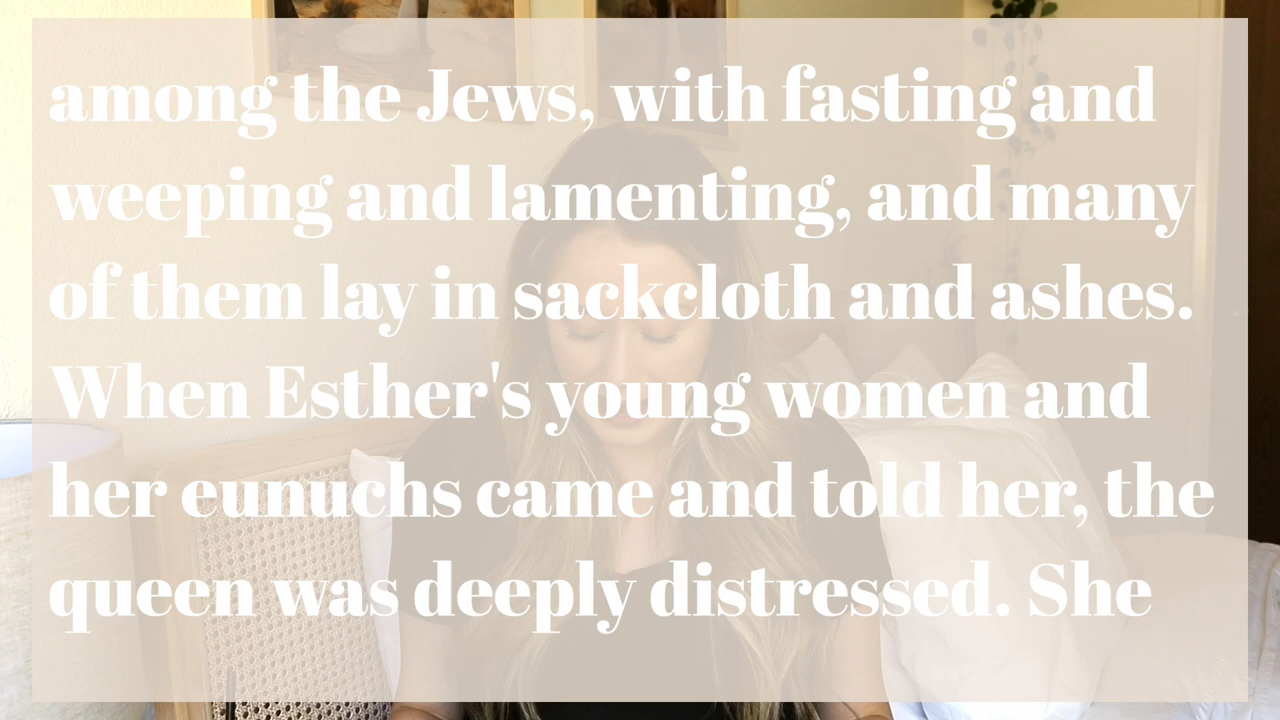 among the Jews, with fasting and
weeping and lamenting, and many
of them lay in sackcloth and ashes.
When Esther's young women and
her eunuchs came and told her, the
queen was deeply distressed. She